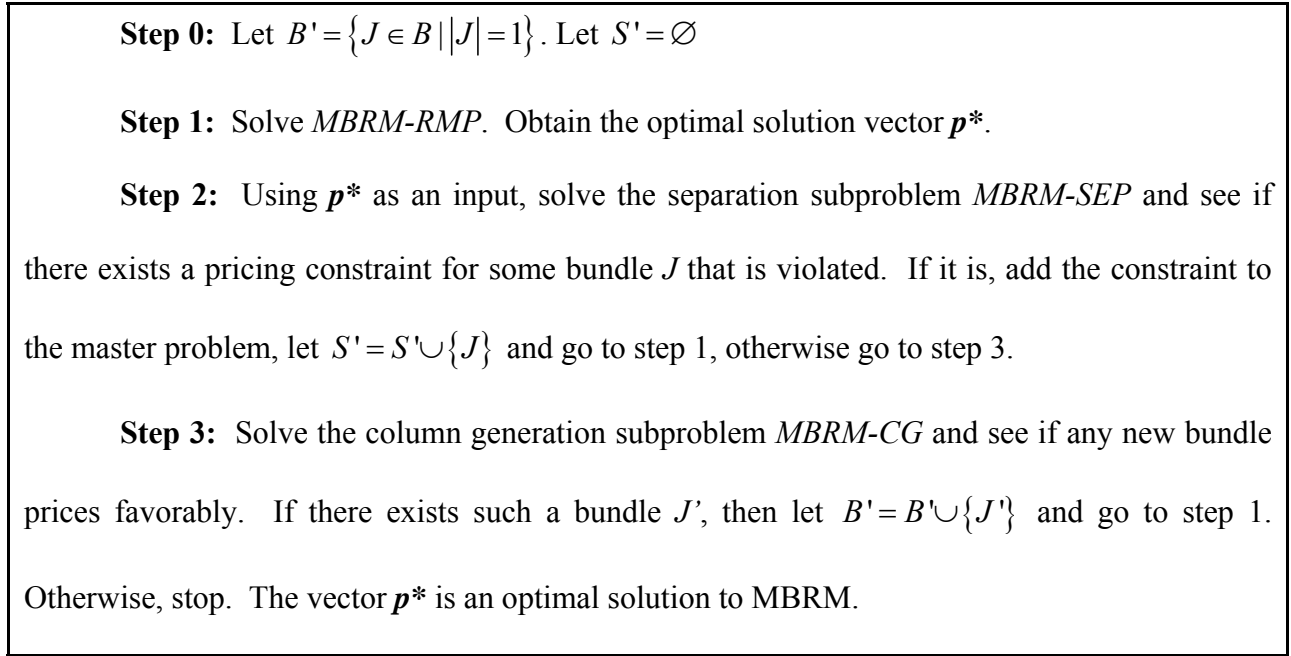 Step 0: Let B' = {J ∈ B | |J| = 1}. Let S' = ∅
Step 1: Solve MBRM-RMP. Obtain the optimal solution vector p*.
Step 2: Using p* as an input, solve the separation subproblem MBRM-SEP and see if
there exists a pricing constraint for some bundle J that is violated. If it is, add the constraint to
the master problem, let S' = S'∪{J} and go to step 1, otherwise go to step 3.
Step 3: Solve the column generation subproblem MBRM-CG and see if any new bundle
prices favorably. If there exists such a bundle J’, then let B' = B'∪{J'} and go to step 1.
Otherwise, stop. The vector p* is an optimal solution to MBRM.